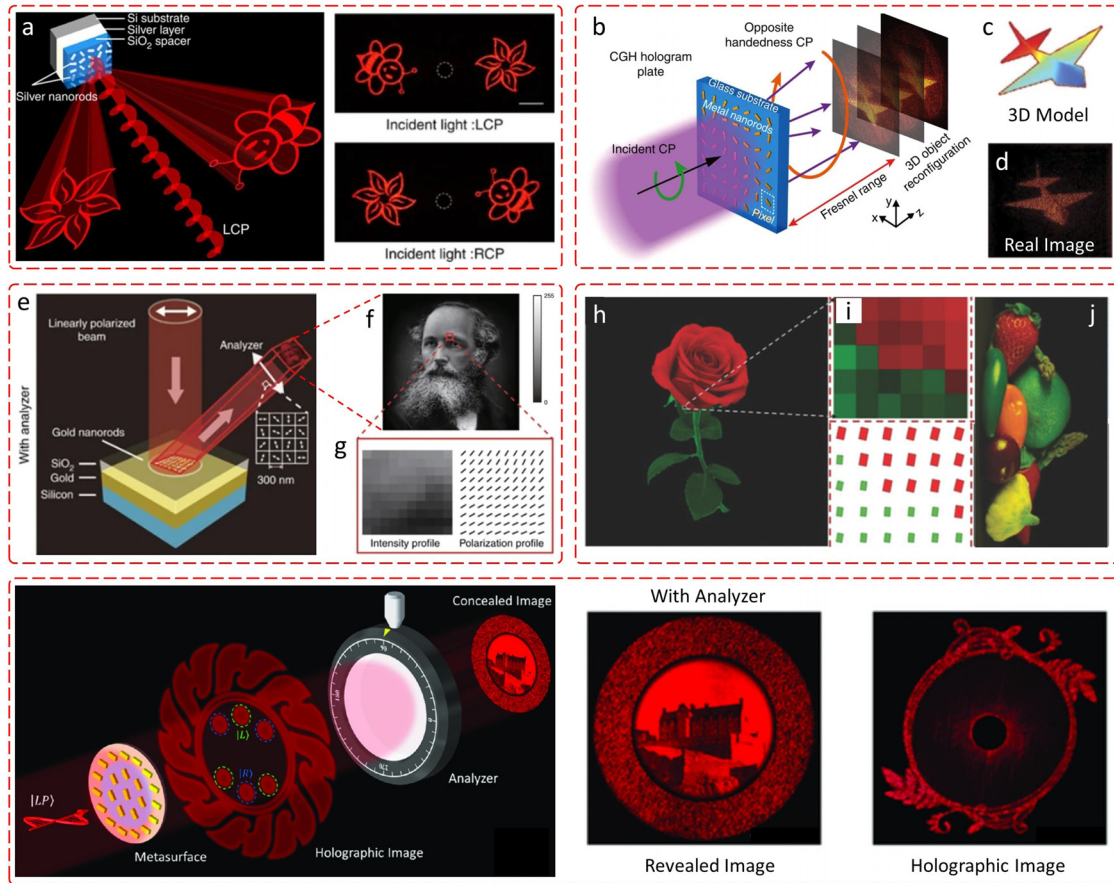 a
Si substrate
Silver layer
SiO2 spacer
Silver nanorods
LCP
Incident light :LCP
Incident light :RCP
b
CGH hologram
plate
Opposite
handedness CP
Glass substrate
Metal nanorods
Incident CP
Pixel
Fresnel range
3D object
reconfiguration
x
y
z
c
3D Model
d
Real Image
e
Linearly polarized
beam
With analyzer
Analyzer
Gold nanorods
SiO2
Gold
Silicon
300 nm
f
255
0
g
Intensity profile
Polarization profile
h
i
j
|LP⟩
Metasurface
|L⟩
|R⟩
Holographic Image
Analyzer
Concealed Image
With Analyzer
Revealed Image
Holographic Image